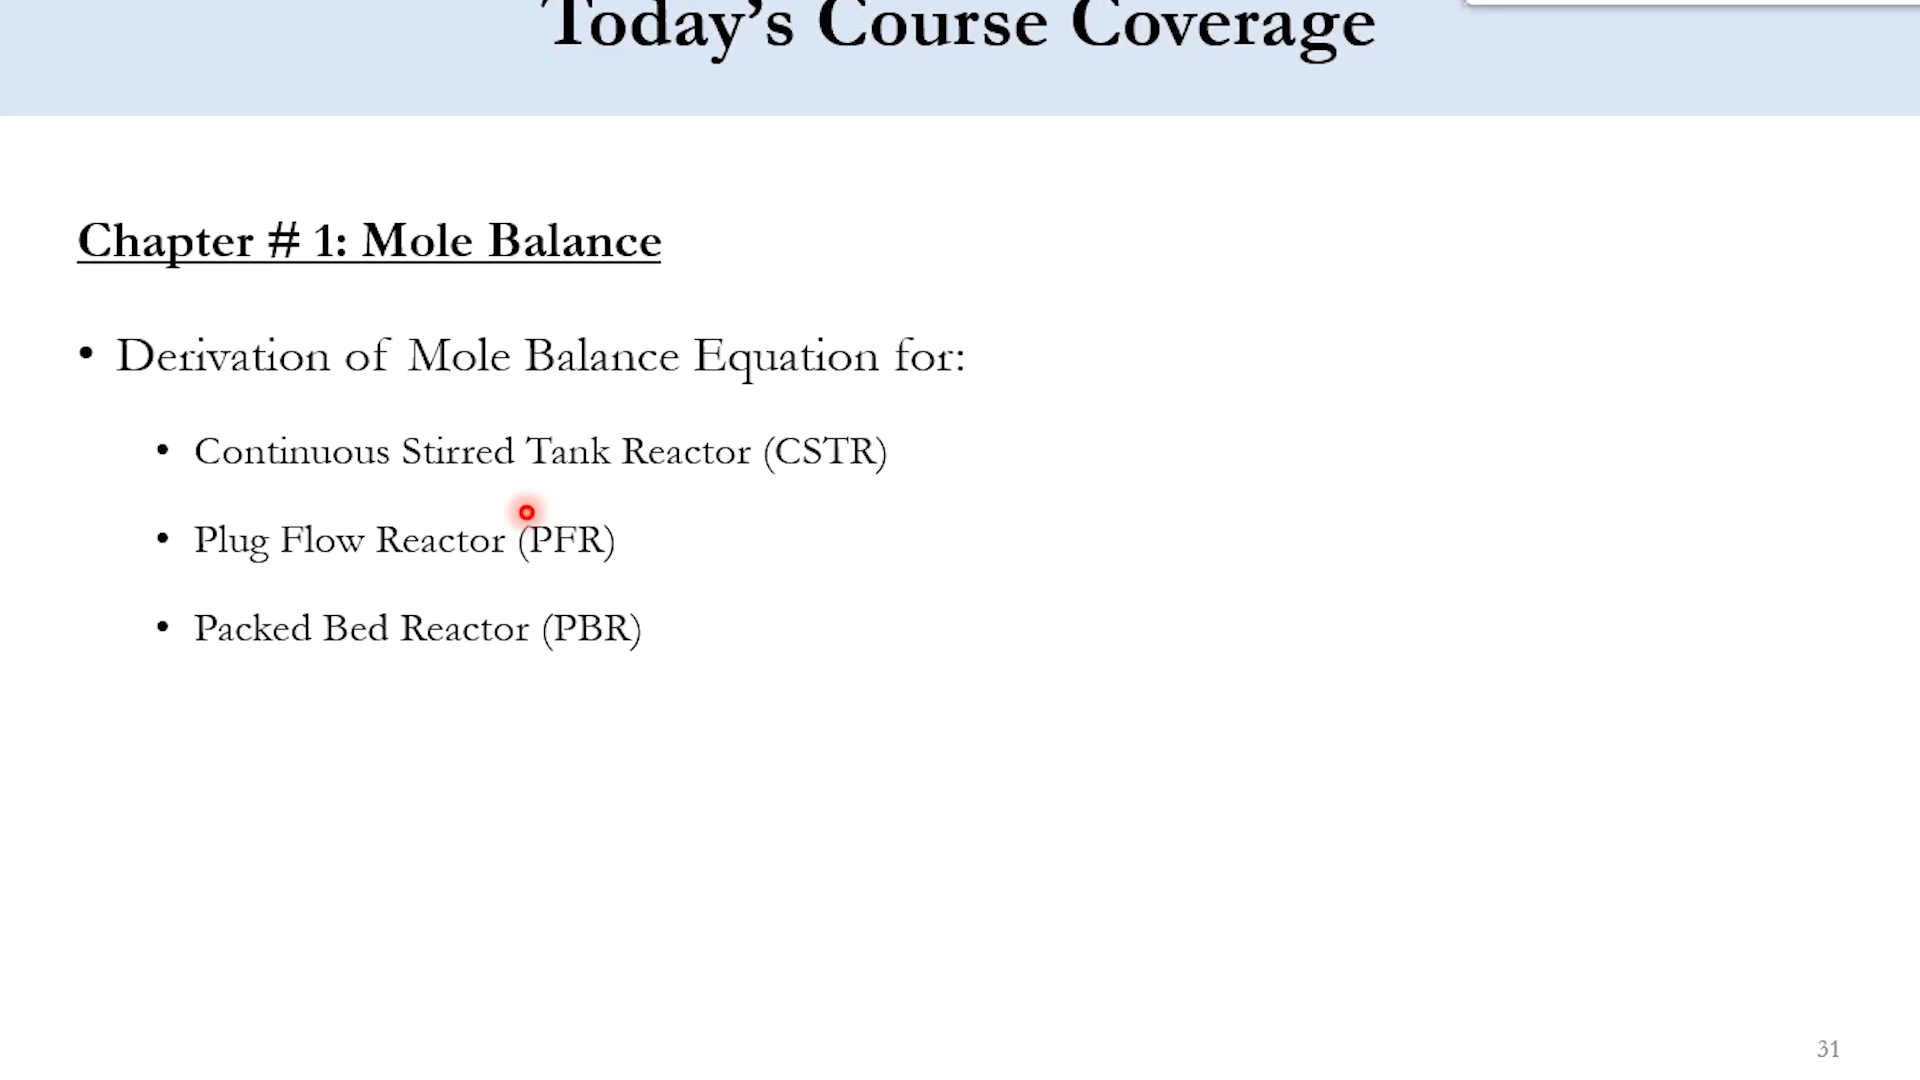 Today’s Course Coverage
Chapter # 1: Mole Balance
• Derivation of Mole Balance Equation for:
• Continuous Stirred Tank Reactor (CSTR)
• Plug Flow Reactor (PFR)
• Packed Bed Reactor (PBR)
31